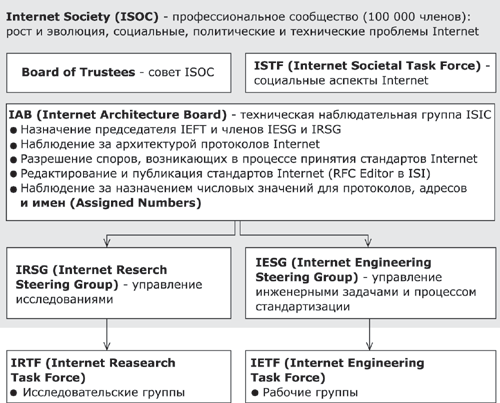 Internet Society (ISOC) - профессиональное сообщество (100 000 членов):
рост и эволюция, социальные, политические и технические проблемы Internet
Board of Trustees - совет ISOC
ISTF (Internet Societal Task Force) -
социальные аспекты Internet
IAB (Internet Architecture Board) - техническая наблюдательная группа ISIC
● Назначение председателя IEFT и членов IESG и IRSG
● Наблюдение за архитектурой протоколов Internet
● Разрешение споров, возникающих в процессе принятия стандартов Internet
● Редактирование и публикация стандартов Internet (RFC Editor в ISI)
● Наблюдение за назначением числовых значений для протоколов, адресов
и имен (Assigned Numbers)
IRSG (Internet Reserch
Steering Group) - управление
исследованиями
IESG (Internet Engineering
Steering Group) - управление
инженерными задачами и процессом
стандартизации
IRTF (Internet Reasearch
Task Force)
● Исследовательские группы
IETF (Internet Engineering
Task Force)
● Рабочие группы